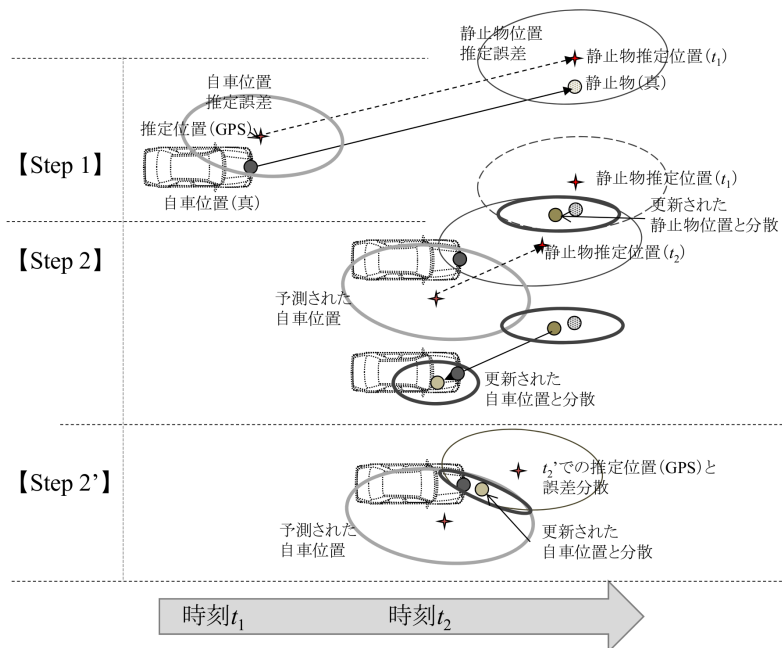 静止物位置
推定誤差
静止物推定位置(t₁)
静止物(真)
自車位置
推定誤差
推定位置(GPS)
【Step 1】
自車位置(真)
静止物推定位置(t₁)
更新された
静止物位置と分散
【Step 2】
静止物推定位置(t₂)
予測された
自車位置
更新された
自車位置と分散
【Step 2’】
t₂’での推定位置(GPS)と
誤差分散
予測された
自車位置
更新された
自車位置と分散
時刻t₁
時刻t₂